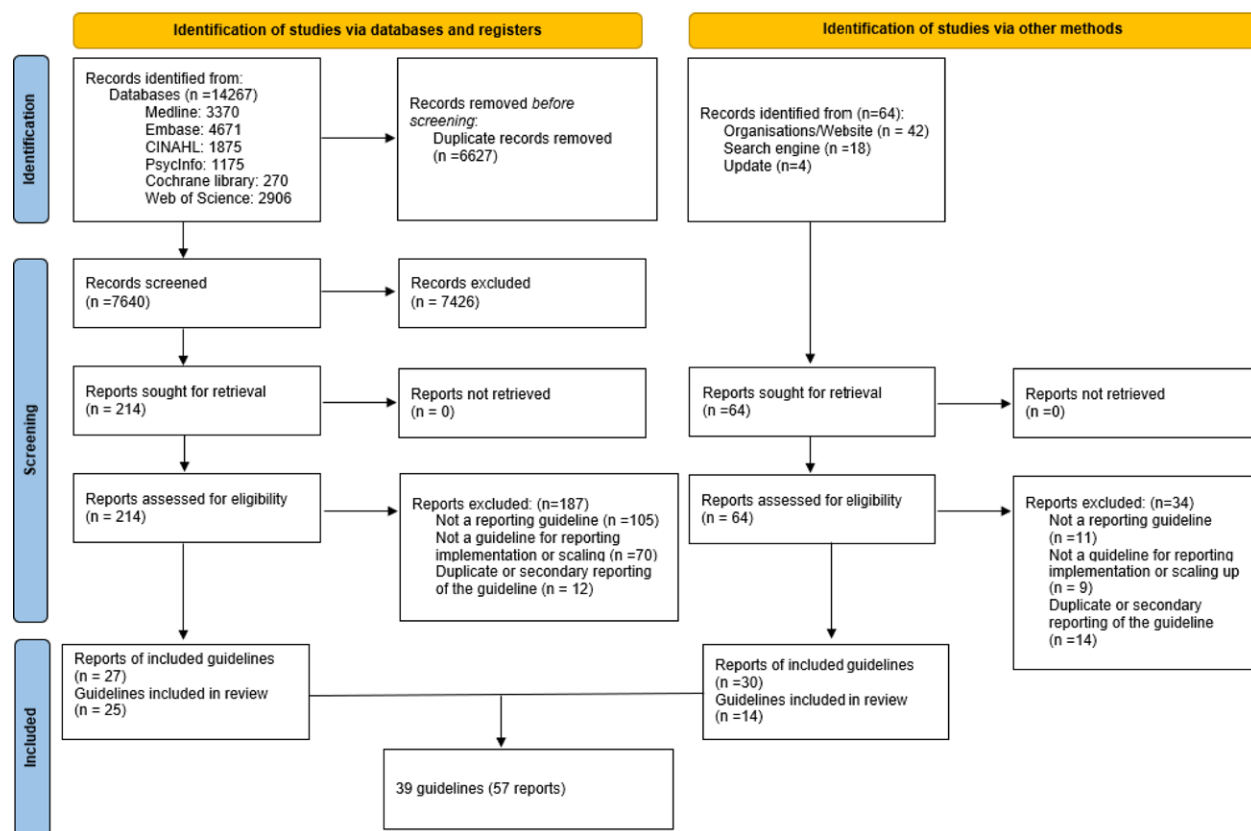 Identification of studies via databases and registers
Identification of studies via other methods
Identification
Records identified from:
Databases (n =14267)
Medline: 3370
Embase: 4671
CINAHL: 1875
PsycInfo: 1175
Cochrane library: 270
Web of Science: 2906
Records removed before
screening:
Duplicate records removed
(n =6627)
Records identified from (n=64):
Organisations/Website (n = 42)
Search engine (n =18)
Update (n=4)
Screening
Records screened
(n =7640)
Records excluded
(n = 7426)
Reports sought for retrieval
(n = 214)
Reports not retrieved
(n = 0)
Reports sought for retrieval
(n =64)
Reports not retrieved
(n =0)
Reports assessed for eligibility
(n = 214)
Reports excluded: (n=187)
Not a reporting guideline (n =105)
Not a guideline for reporting
implementation or scaling (n =70)
Duplicate or secondary reporting
of the guideline (n = 12)
Reports assessed for eligibility
(n = 64)
Reports excluded: (n=34)
Not a reporting guideline
(n =11)
Not a guideline for reporting
implementation or scaling up
(n = 9)
Duplicate or secondary
reporting of the guideline
(n =14)
Included
Reports of included guidelines
(n = 27)
Guidelines included in review
(n = 25)
Reports of included guidelines
(n =30)
Guidelines included in review
(n =14)
39 guidelines (57 reports)